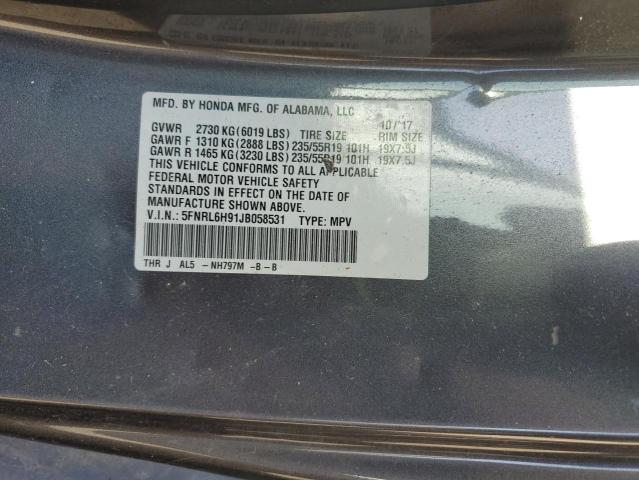 MFD. BY HONDA MFG. OF ALABAMA, LLC 10/'17
GVWR 2730 KG(6019 LBS) TIRE SIZE RIM SIZE
GAWR F 1310 KG(2888 LBS) 235/55R19 101H 19X7.5J
GAWR R 1465 KG(3230 LBS) 235/55R19 101H 19X7.5J
THIS VEHICLE CONFORMS TO ALL APPLICABLE
FEDERAL MOTOR VEHICLE SAFETY
STANDARDS IN EFFECT ON THE DATE OF
MANUFACTURE SHOWN ABOVE.
V.I.N.: 5FNRL6H91JB058531 TYPE: MPV
THR J AL5 -NH797M -B-B